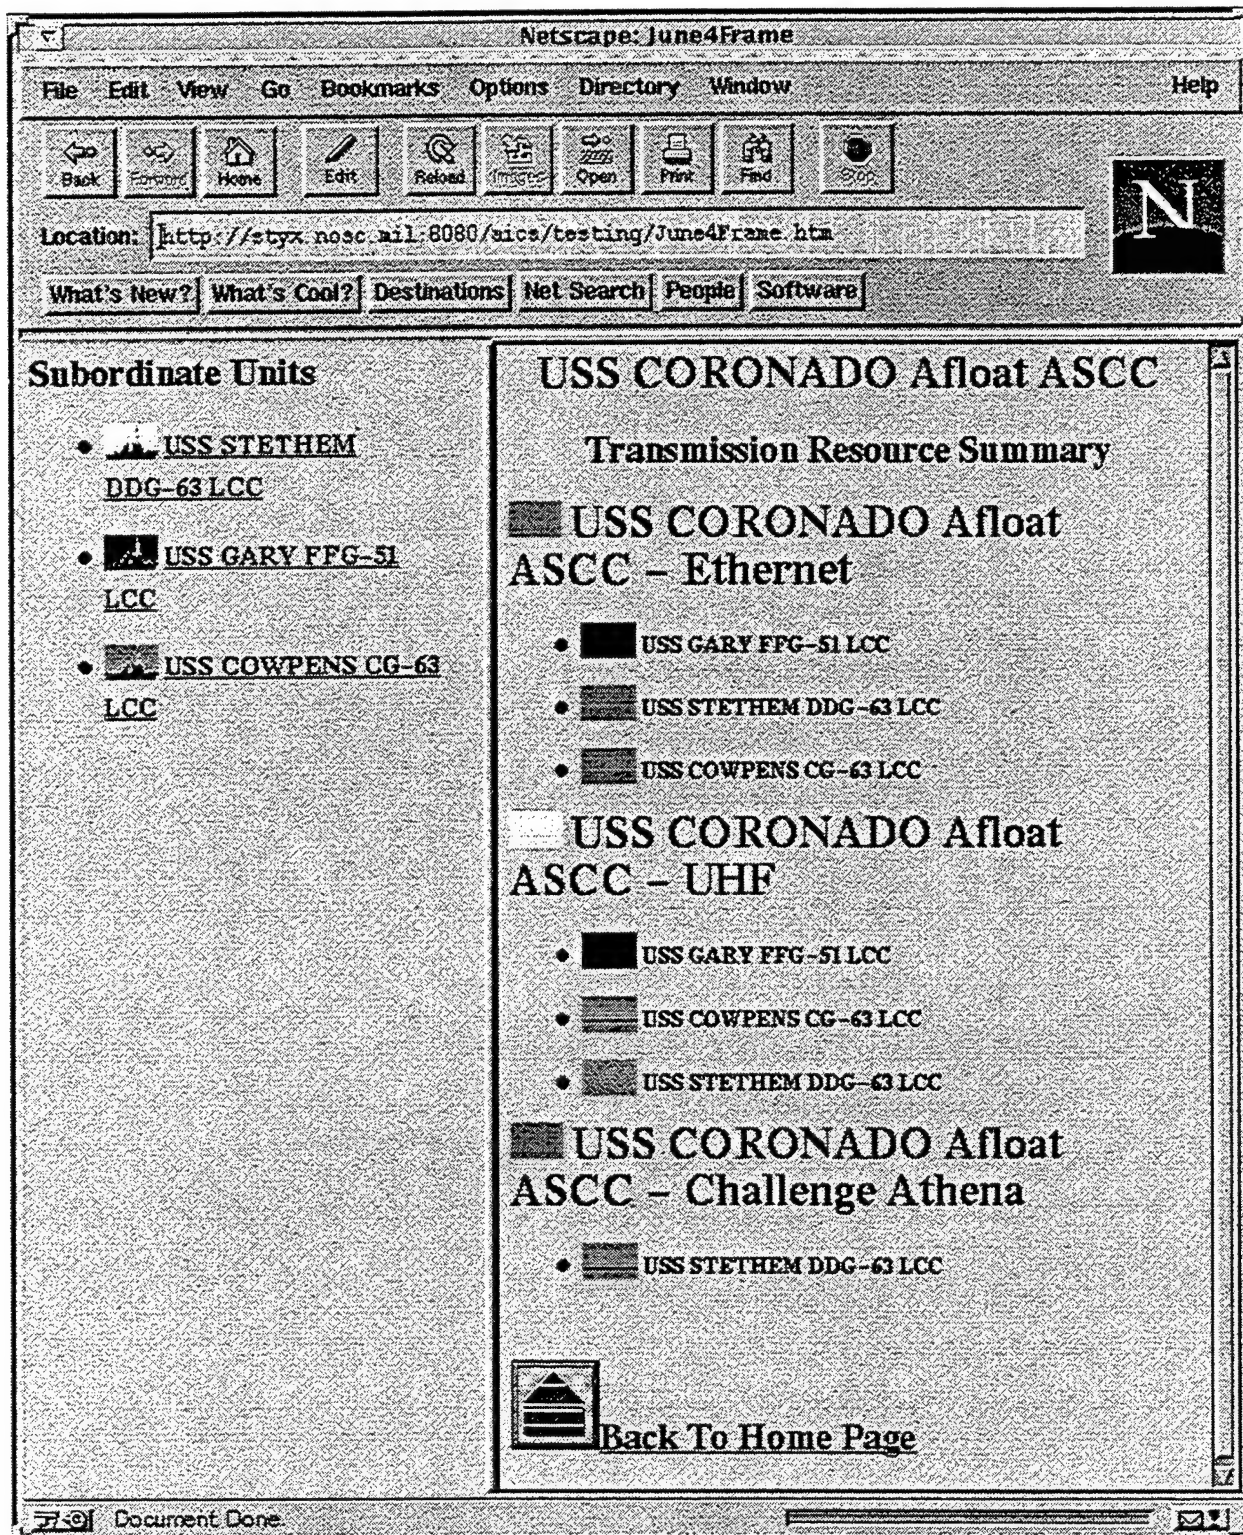 Netscape: June4Frame
File Edit View Go Bookmarks Options Directory Window Help
Back Forward Home Edit Reload Images Open Print Find Stop
N
Location: http://styx.nosc.mil:8080/aics/testing/June4Frame.htm
What's New? What's Cool? Destinations Net Search People Software
Subordinate Units
USS STETHEM
DDG-63 LCC
USS GARY FFG-51
LCC
USS COWPENS CG-63
LCC
USS CORONADO Afloat ASCC
Transmission Resource Summary
USS CORONADO Afloat
ASCC – Ethernet
USS GARY FFG-51 LCC
USS STETHEM DDG-63 LCC
USS COWPENS CG-63 LCC
USS CORONADO Afloat
ASCC – UHF
USS GARY FFG-51 LCC
USS COWPENS CG-63 LCC
USS STETHEM DDG-63 LCC
USS CORONADO Afloat
ASCC – Challenge Athena
USS STETHEM DDG-63 LCC
Back To Home Page
Document Done.